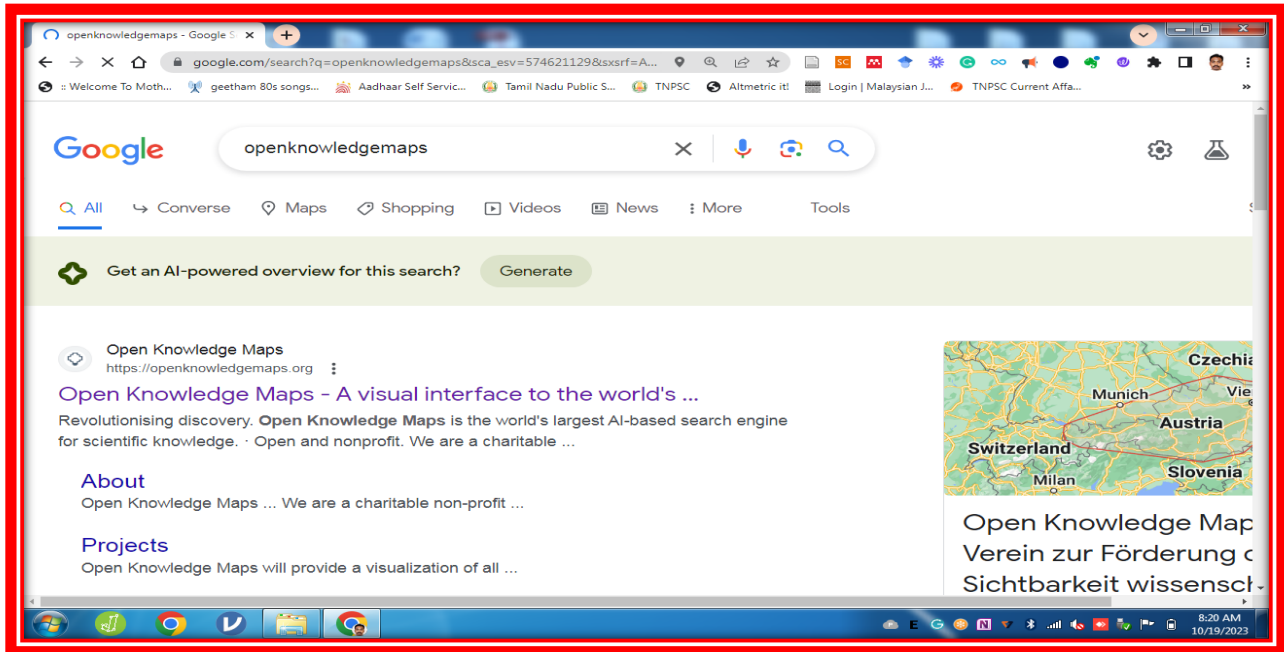 openknowledgemaps - Google S
google.com/search?q=openknowledgemaps&sca_esv=574621129&sxsrf=A...
:: Welcome To Moth... geetham 80s songs... Aadhaar Self Servic... Tamil Nadu Public S... TNPSC Altmetric it! Login | Malaysian J... TNPSC Current Affa... »
Google openknowledgemaps
All Converse Maps Shopping Videos News More Tools
Get an AI-powered overview for this search? Generate
Open Knowledge Maps
https://openknowledgemaps.org
Open Knowledge Maps - A visual interface to the world's ...
Revolutionising discovery. Open Knowledge Maps is the world's largest AI-based search engine
for scientific knowledge. · Open and nonprofit. We are a charitable ...
About
Open Knowledge Maps ... We are a charitable non-profit ...
Projects
Open Knowledge Maps will provide a visualization of all ...
Czechia
Munich Vie
Austria
Switzerland
Slovenia
Milan
Open Knowledge Map
Verein zur Förderung d
Sichtbarkeit wissensch
8:20 AM
10/19/2023